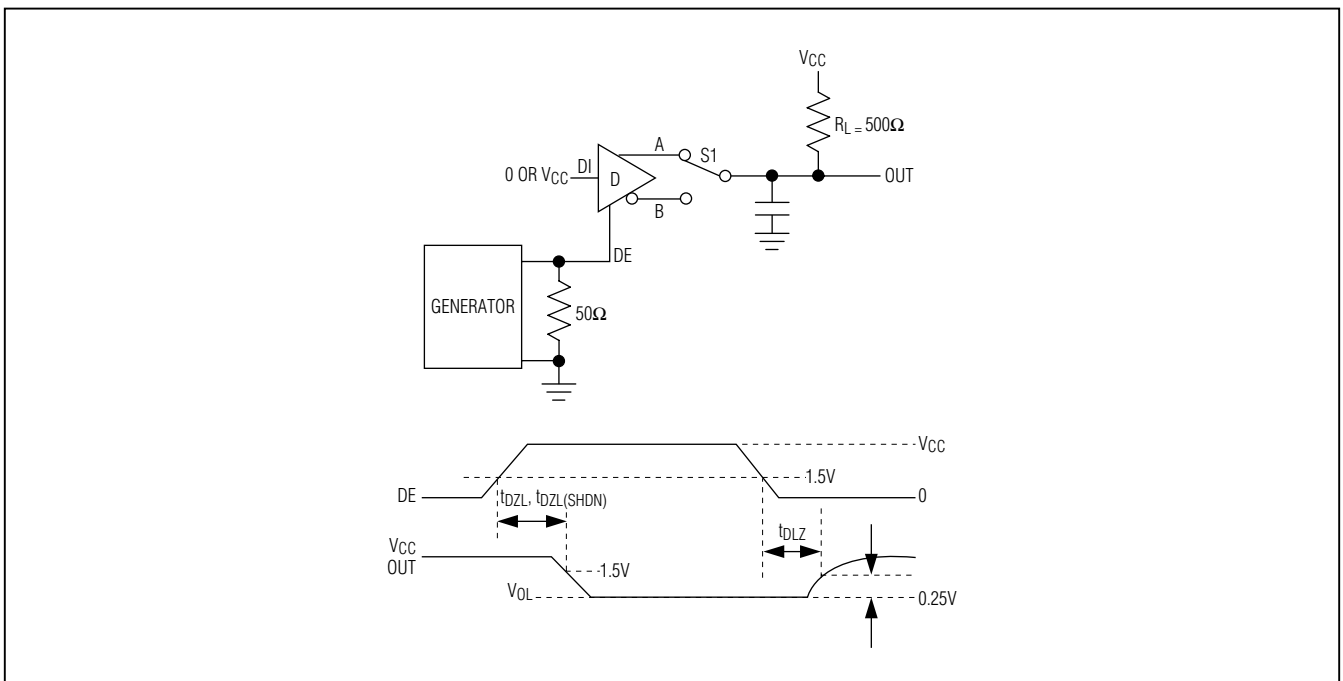 VCC
RL = 500Ω
A
S1
0 OR VCC
DI
D
OUT
B
DE
GENERATOR
50Ω
VCC
1.5V
DE
0
tDZL, tDZL(SHDN)
tDLZ
VCC
OUT
1.5V
VOL
0.25V